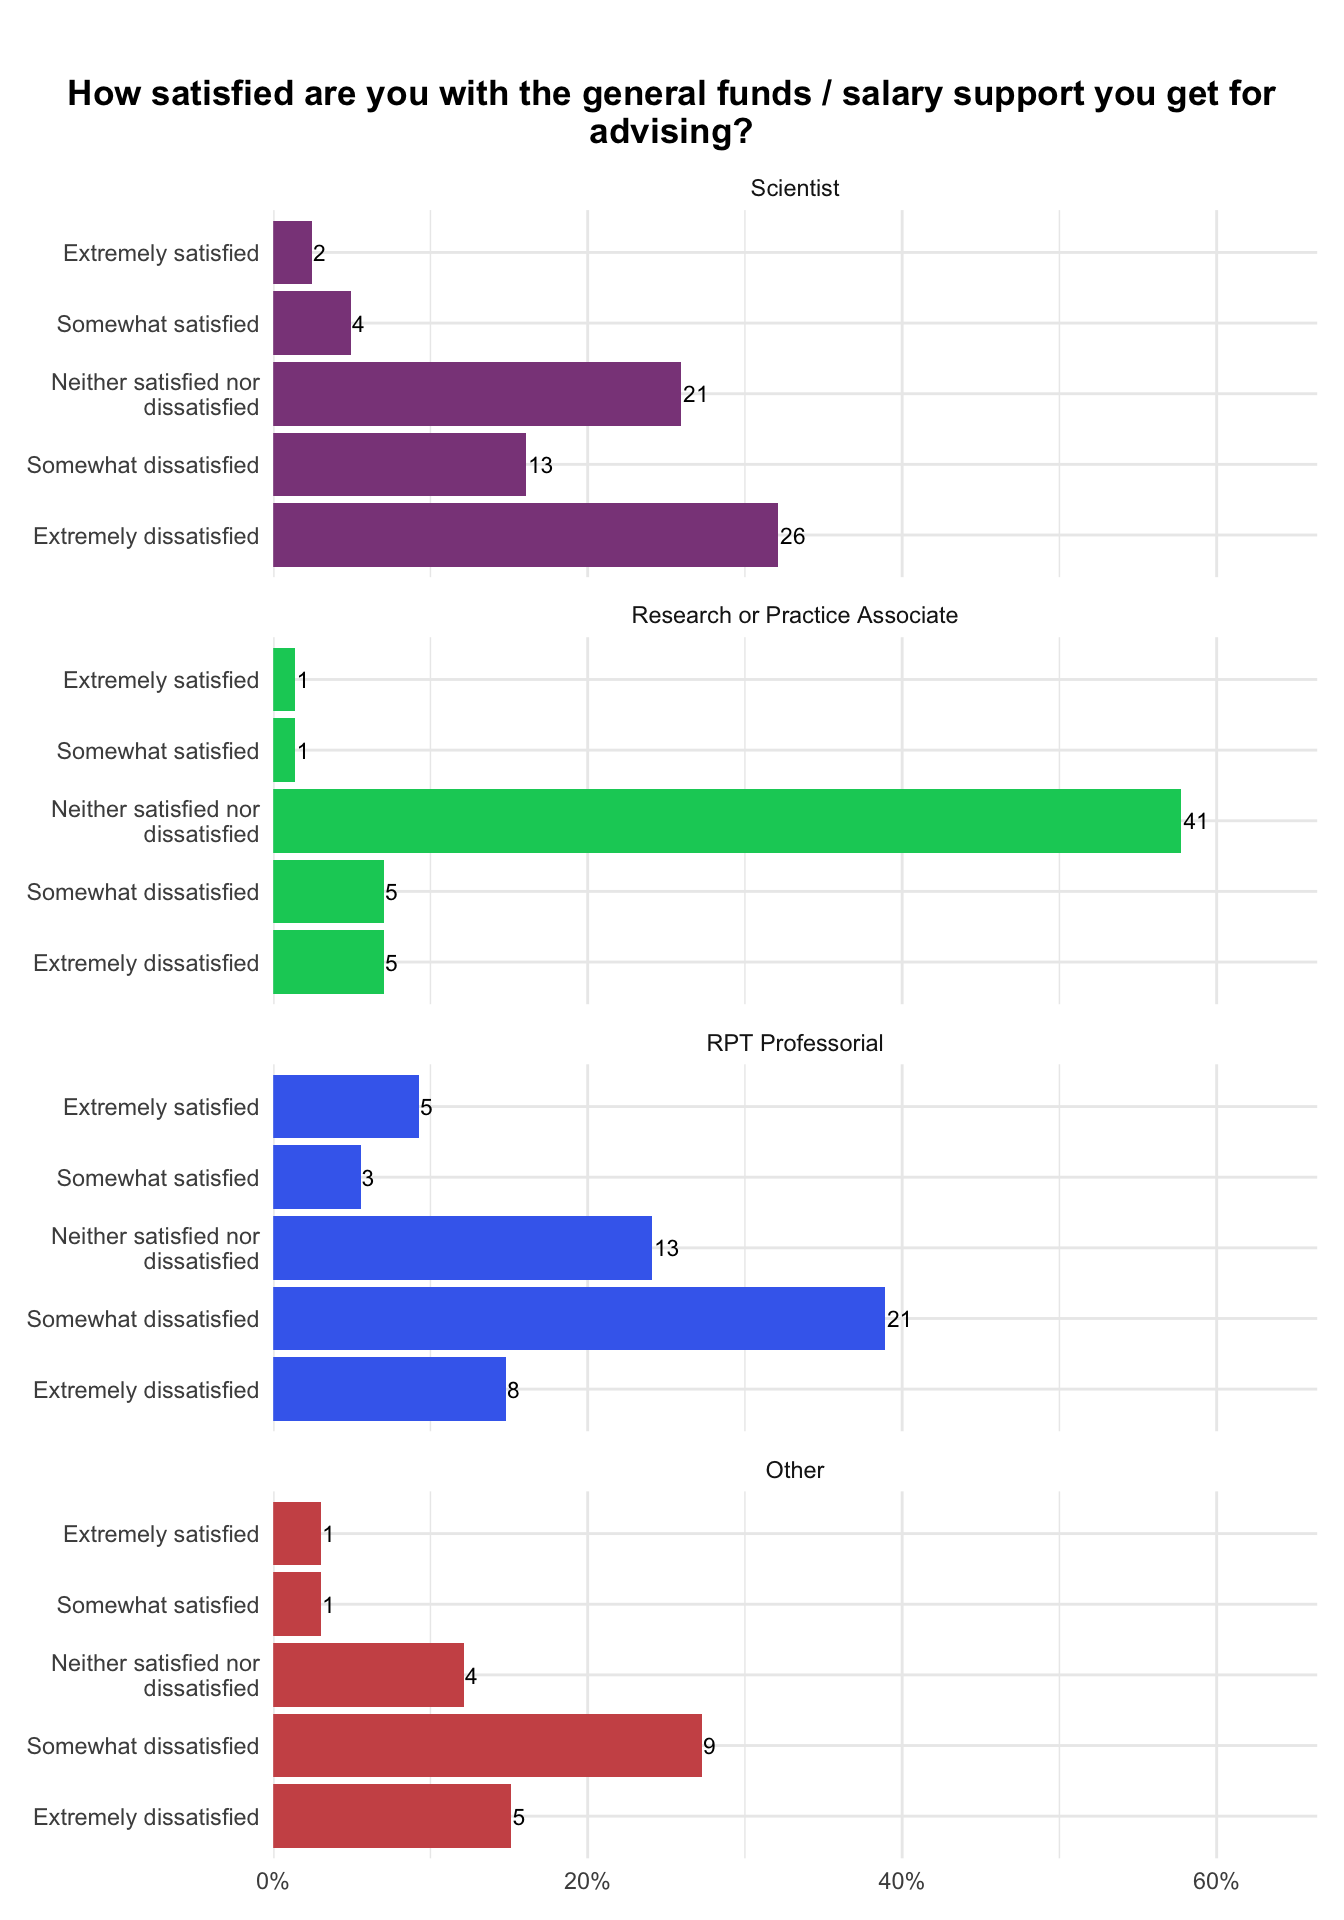 How satisfied are you with the general funds / salary support you get for
advising?
Scientist
Extremely satisfied
2
Somewhat satisfied
4
Neither satisfied nor
dissatisfied
21
Somewhat dissatisfied
13
Extremely dissatisfied
26
Research or Practice Associate
Extremely satisfied
1
Somewhat satisfied
1
Neither satisfied nor
dissatisfied
41
Somewhat dissatisfied
5
Extremely dissatisfied
5
RPT Professorial
Extremely satisfied
5
Somewhat satisfied
3
Neither satisfied nor
dissatisfied
13
Somewhat dissatisfied
21
Extremely dissatisfied
8
Other
Extremely satisfied
1
Somewhat satisfied
1
Neither satisfied nor
dissatisfied
4
Somewhat dissatisfied
9
Extremely dissatisfied
5
0% 20% 40% 60%